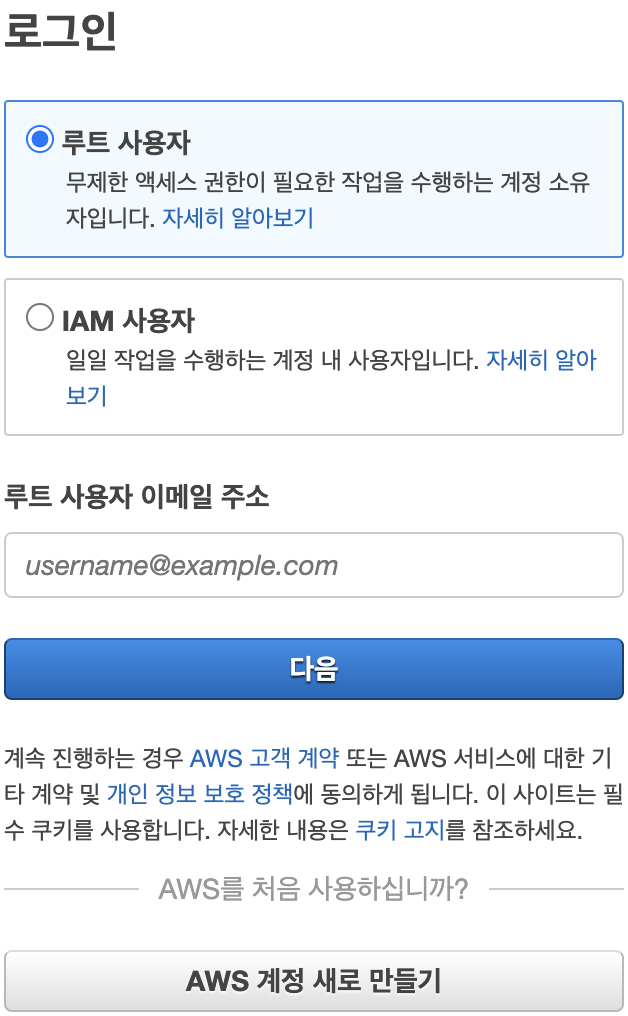 로그인
루트 사용자
무제한 액세스 권한이 필요한 작업을 수행하는 계정 소유
자입니다. 자세히 알아보기
IAM 사용자
일일 작업을 수행하는 계정 내 사용자입니다. 자세히 알아
보기
루트 사용자 이메일 주소
username@example.com
다음
계속 진행하는 경우 AWS 고객 계약 또는 AWS 서비스에 대한 기
타 계약 및 개인 정보 보호 정책에 동의하게 됩니다. 이 사이트는 필
수 쿠키를 사용합니다. 자세한 내용은 쿠키 고지를 참조하세요.
AWS를 처음 사용하십니까?
AWS 계정 새로 만들기